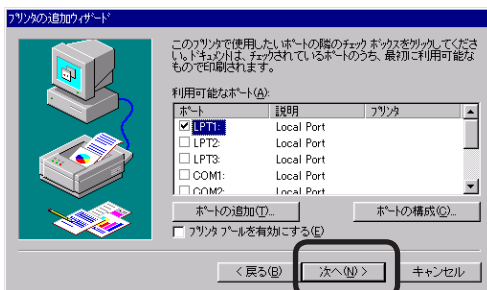 ﾌﾟﾘﾝﾀの追加ｳｨｻﾞｰﾄﾞ
このﾌﾟﾘﾝﾀで使用したいﾎﾟｰﾄの隣のﾁｪｯｸ ﾎﾞｯｸｽをｸﾘｯｸしてくださ
い。ﾄﾞｷｭﾒﾝﾄは、ﾁｪｯｸされているﾎﾟｰﾄのうち、最初に利用可能な
もので印刷されます。
利用可能なﾎﾟｰﾄ(A):
ﾎﾟｰﾄ 説明 ﾌﾟﾘﾝﾀ
LPT1: Local Port
LPT2: Local Port
LPT3: Local Port
COM1: Local Port
COM2: Local Port
ﾎﾟｰﾄの追加(T)... ﾎﾟｰﾄの構成(C)...
ﾌﾟﾘﾝﾀ ﾌﾟｰﾙを有効にする(E)
< 戻る(B) 次へ(N) > ｷｬﾝｾﾙ